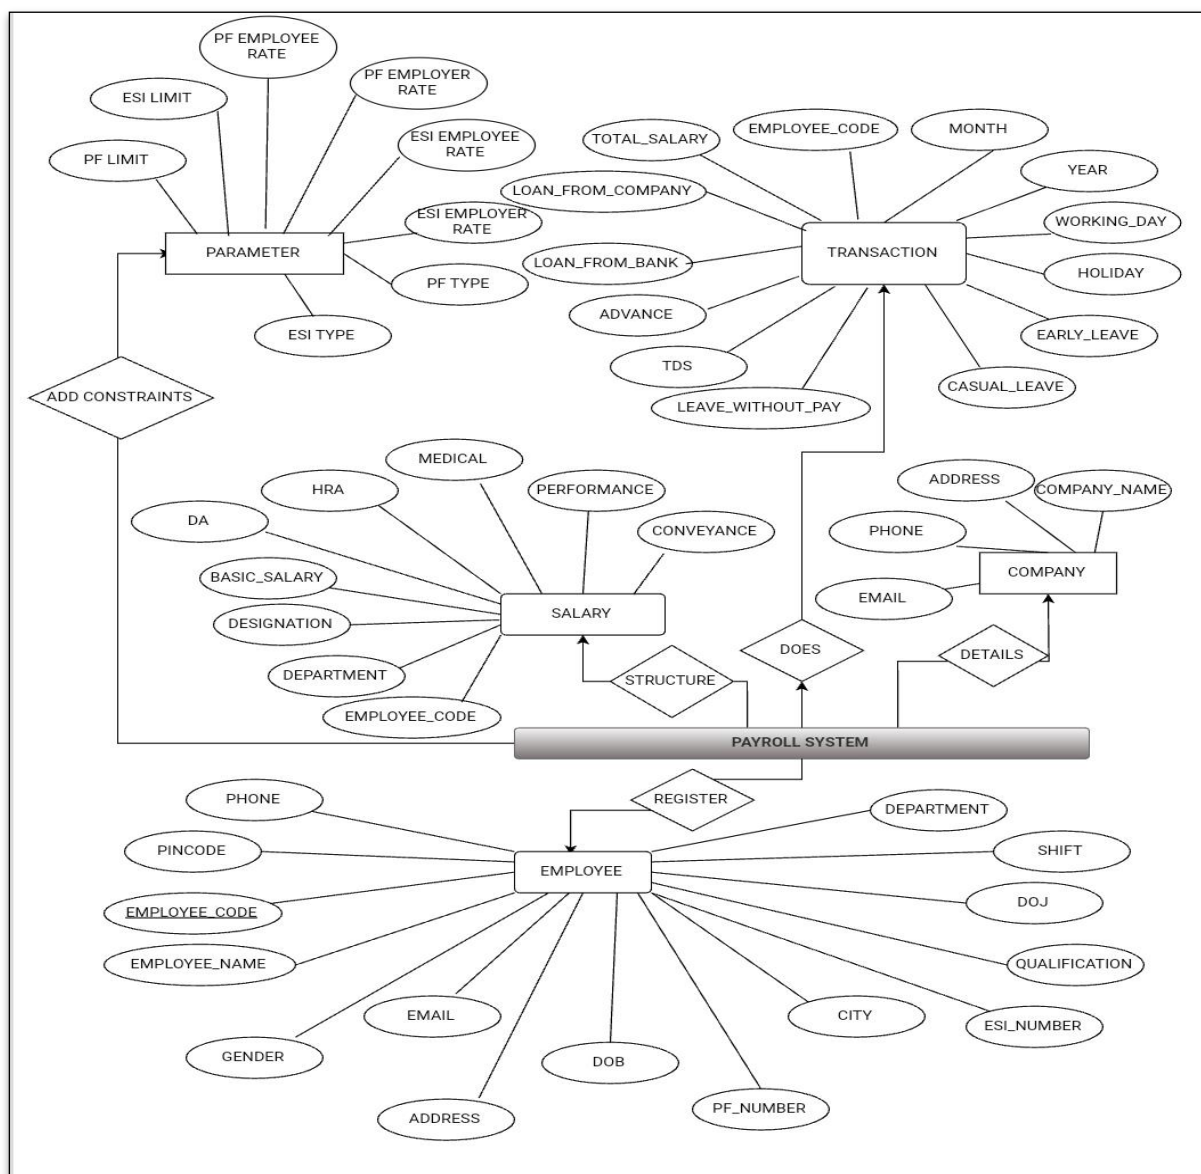 PF EMPLOYEE
RATE
PF EMPLOYER
RATE
ESI LIMIT
ESI EMPLOYEE
RATE
PF LIMIT
ESI EMPLOYER
RATE
PARAMETER
PF TYPE
ESI TYPE
ADD CONSTRAINTS
TOTAL_SALARY
EMPLOYEE_CODE
MONTH
YEAR
LOAN_FROM_COMPANY
WORKING_DAY
TRANSACTION
LOAN_FROM_BANK
HOLIDAY
ADVANCE
EARLY_LEAVE
TDS
CASUAL_LEAVE
LEAVE_WITHOUT_PAY
MEDICAL
HRA
PERFORMANCE
DA
CONVEYANCE
BASIC_SALARY
SALARY
DESIGNATION
DEPARTMENT
EMPLOYEE_CODE
STRUCTURE
DOES
ADDRESS
COMPANY_NAME
PHONE
COMPANY
EMAIL
DETAILS
PAYROLL SYSTEM
REGISTER
PHONE
DEPARTMENT
PINCODE
SHIFT
EMPLOYEE
EMPLOYEE_CODE
DOJ
EMPLOYEE_NAME
QUALIFICATION
EMAIL
CITY
ESI_NUMBER
GENDER
DOB
ADDRESS
PF_NUMBER